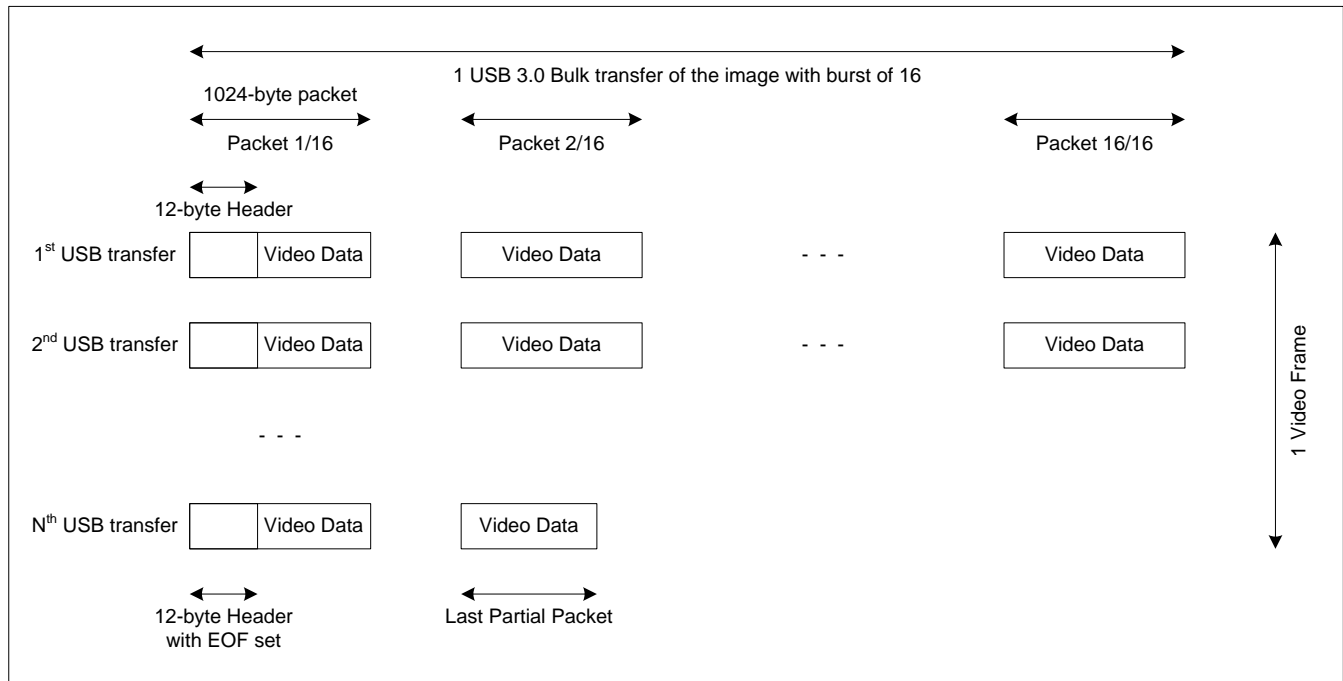 1 USB 3.0 Bulk transfer of the image with burst of 16
1024-byte packet
Packet 1/16
Packet 2/16
Packet 16/16
12-byte Header
1st USB transfer
Video Data
Video Data
- - -
Video Data
2nd USB transfer
Video Data
Video Data
- - -
Video Data
1 Video Frame
- - -
Nth USB transfer
Video Data
Video Data
12-byte Header
with EOF set
Last Partial Packet